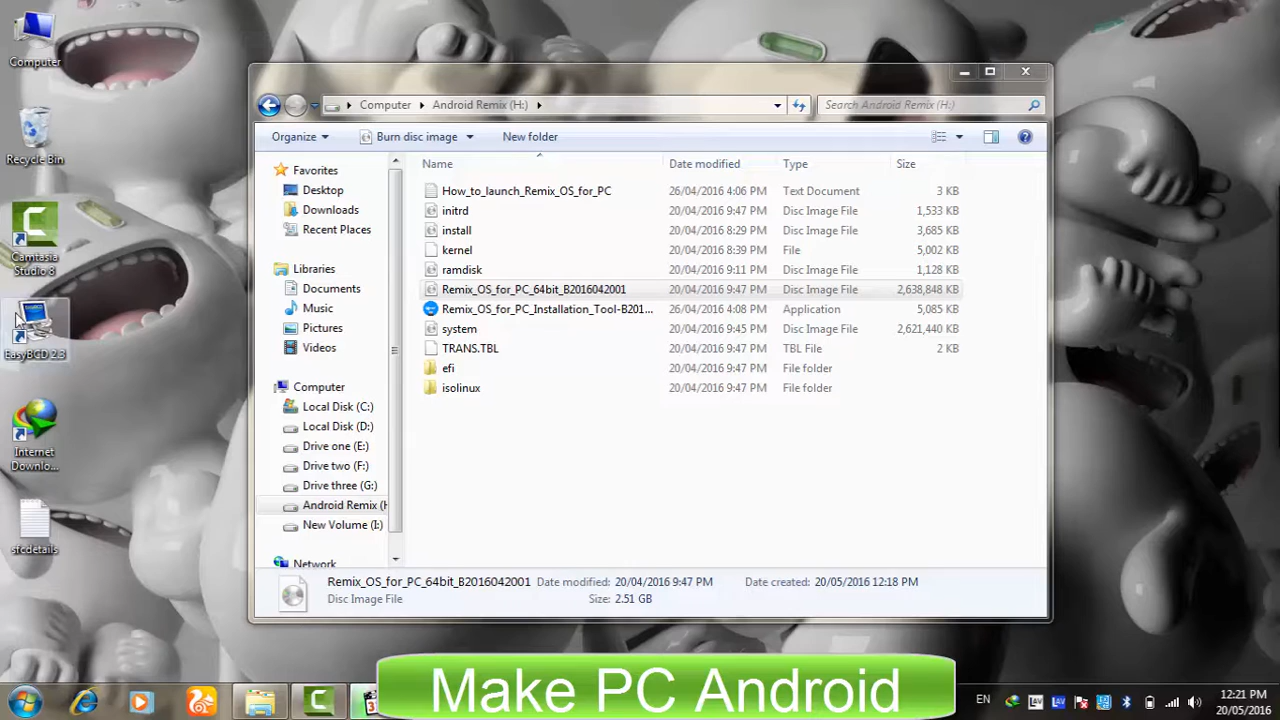 Computer
Recycle Bin
Camtasia
Studio 8
EasyBCD 2.3
Internet
Downlo...
sfcdetails
Computer
Android Remix (H:)
Search Android Remix (H:)
Organize
Burn disc image
New folder
Favorites
Desktop
Downloads
Recent Places
Libraries
Documents
Music
Pictures
Videos
Computer
Local Disk (C:)
Local Disk (D:)
Drive one (E:)
Drive two (F:)
Drive three (G:)
Android Remix (H
New Volume (I:)
Network
Name Date modified Type Size
How_to_launch_Remix_OS_for_PC 26/04/2016 4:06 PM Text Document 3 KB
initrd 20/04/2016 9:47 PM Disc Image File 1,533 KB
install 20/04/2016 8:29 PM Disc Image File 3,685 KB
kernel 20/04/2016 8:39 PM File 5,002 KB
ramdisk 20/04/2016 9:11 PM Disc Image File 1,128 KB
Remix_OS_for_PC_64bit_B2016042001 20/04/2016 9:47 PM Disc Image File 2,638,848 KB
Remix_OS_for_PC_Installation_Tool-B201... 26/04/2016 4:08 PM Application 5,085 KB
system 20/04/2016 9:45 PM Disc Image File 2,621,440 KB
TRANS.TBL 20/04/2016 9:47 PM TBL File 2 KB
efi 20/04/2016 9:47 PM File folder
isolinux 20/04/2016 9:47 PM File folder
Remix_OS_for_PC_64bit_B2016042001 Date modified: 20/04/2016 9:47 PM Date created: 20/05/2016 12:18 PM
Disc Image File Size: 2.51 GB
Make PC Android
EN
12:21 PM
20/05/2016